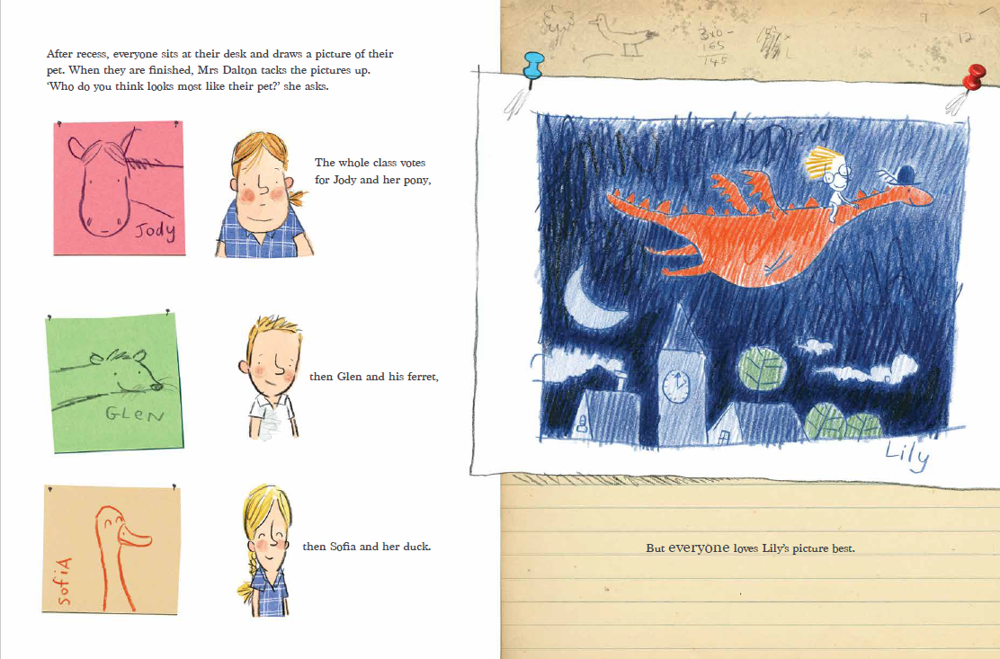 After recess, everyone sits at their desk and draws a picture of their
pet. When they are finished, Mrs Dalton tacks the pictures up.
‘Who do you think looks most like their pet?’ she asks.
Jody
The whole class votes
for Jody and her pony,
GLeN
then Glen and his ferret,
sofiA
then Sofia and her duck.
3x0-
165
145
12
Lily
But everyone loves Lily’s picture best.